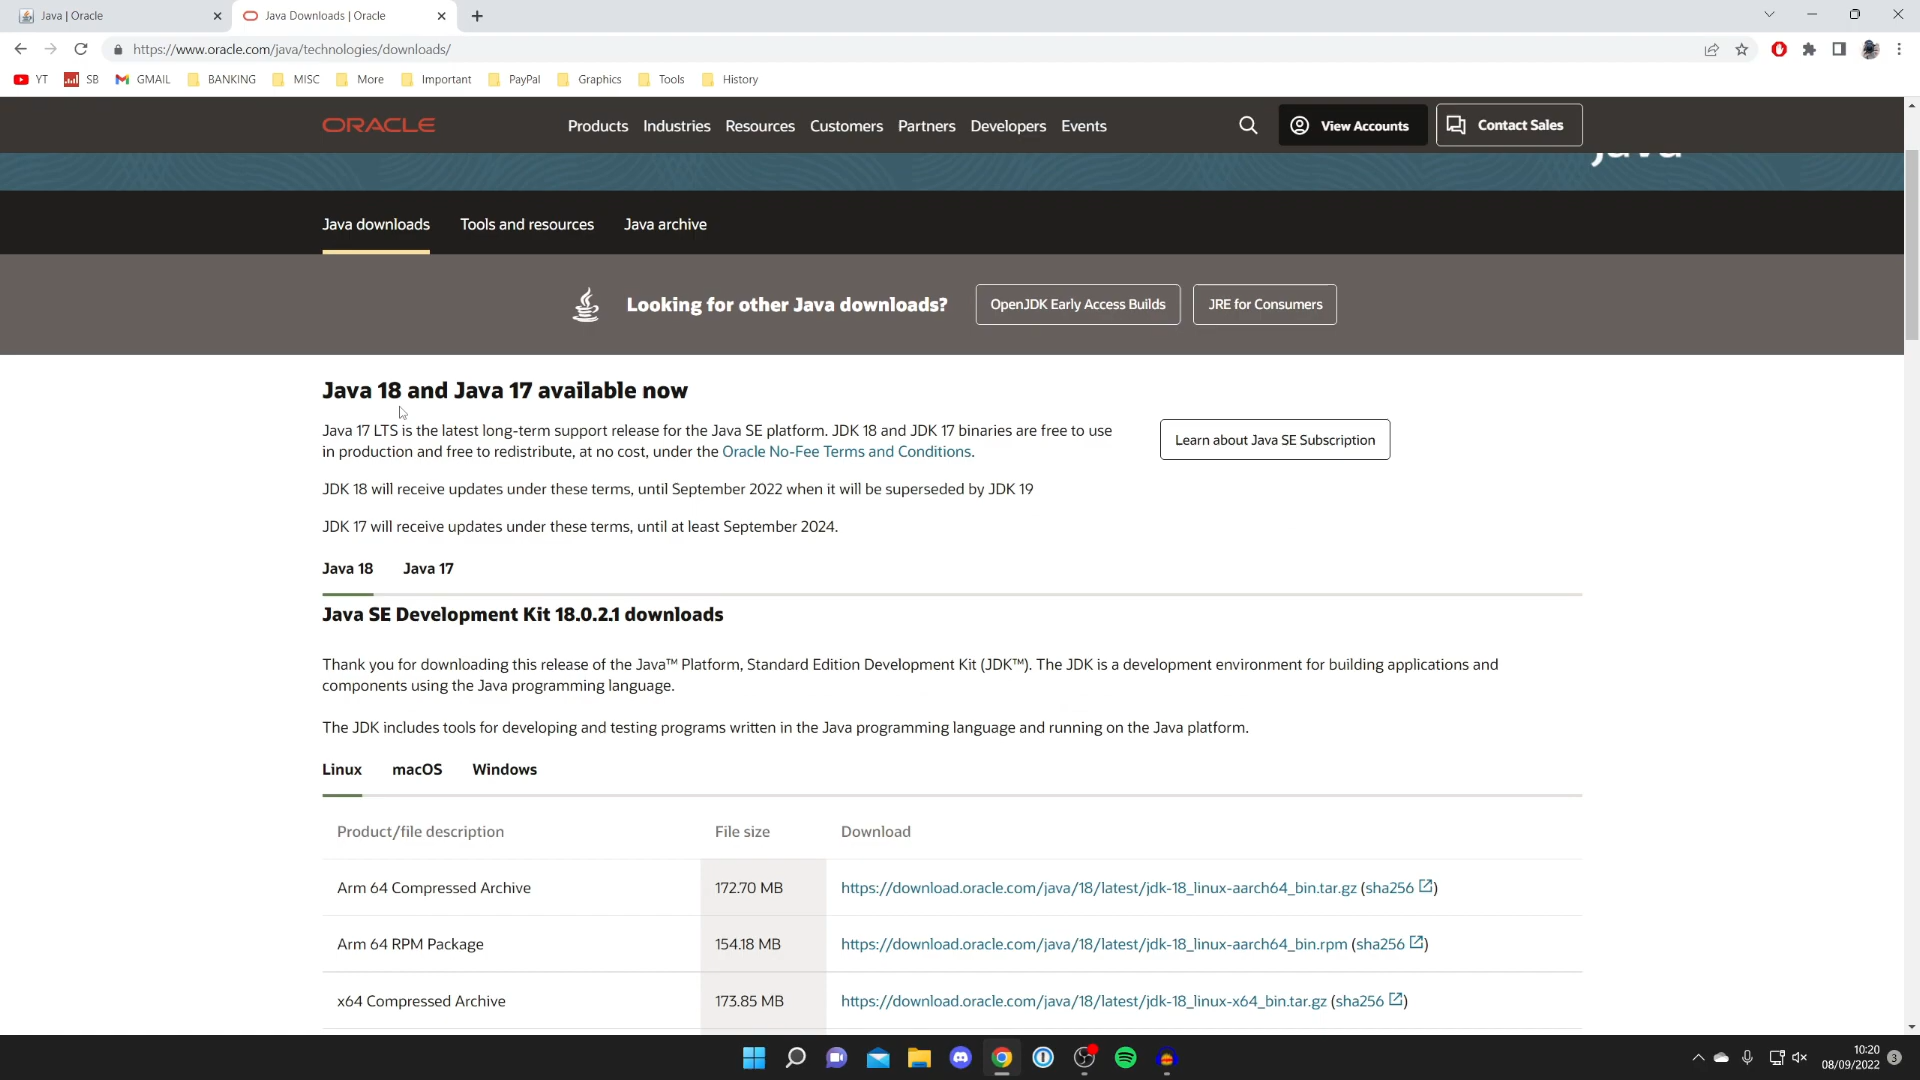 Java | Oracle
Java Downloads | Oracle
https://www.oracle.com/java/technologies/downloads/
YT
SB
GMAIL
BANKING
MISC
More
Important
PayPal
Graphics
Tools
History
ORACLE
Products
Industries
Resources
Customers
Partners
Developers
Events
View Accounts
Contact Sales
Java downloads
Tools and resources
Java archive
Looking for other Java downloads?
OpenJDK Early Access Builds
JRE for Consumers
Java 18 and Java 17 available now
Java 17 LTS is the latest long-term support release for the Java SE platform. JDK 18 and JDK 17 binaries are free to use
in production and free to redistribute, at no cost, under the Oracle No-Fee Terms and Conditions.
Learn about Java SE Subscription
JDK 18 will receive updates under these terms, until September 2022 when it will be superseded by JDK 19
JDK 17 will receive updates under these terms, until at least September 2024.
Java 18
Java 17
Java SE Development Kit 18.0.2.1 downloads
Thank you for downloading this release of the Java™ Platform, Standard Edition Development Kit (JDK™). The JDK is a development environment for building applications and
components using the Java programming language.
The JDK includes tools for developing and testing programs written in the Java programming language and running on the Java platform.
Linux
macOS
Windows
Product/file description
File size
Download
Arm 64 Compressed Archive
172.70 MB
https://download.oracle.com/java/18/latest/jdk-18_linux-aarch64_bin.tar.gz (sha256)
Arm 64 RPM Package
154.18 MB
https://download.oracle.com/java/18/latest/jdk-18_linux-aarch64_bin.rpm (sha256)
x64 Compressed Archive
173.85 MB
https://download.oracle.com/java/18/latest/jdk-18_linux-x64_bin.tar.gz (sha256)
10:20
08/09/2022
3